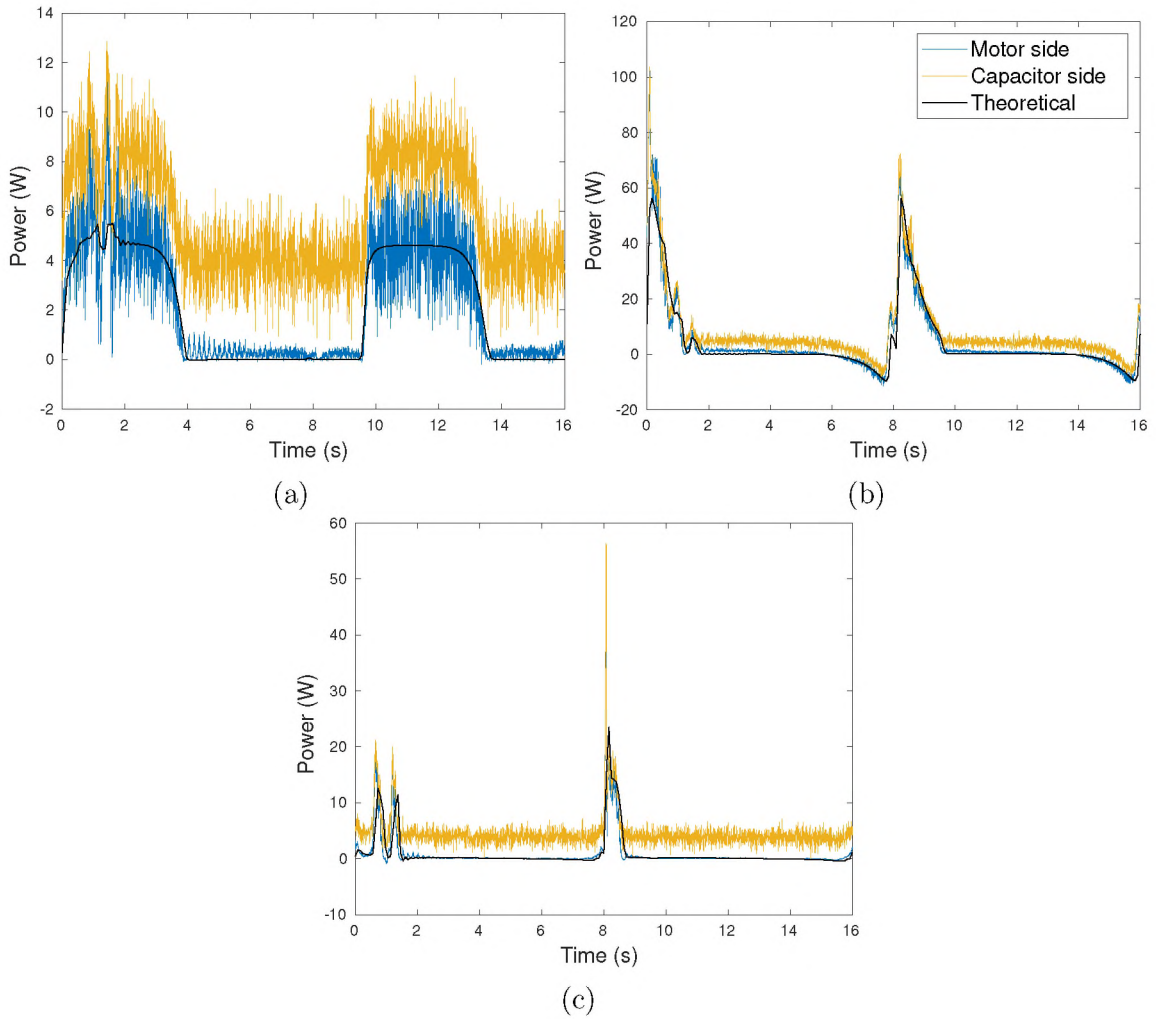 14
12
10
8
6
4
2
0
-2
Power (W)
0 2 4 6 8 10 12 14 16
Time (s)
(a)
120
100
80
60
40
20
0
-20
Power (W)
Motor side
Capacitor side
Theoretical
0 2 4 6 8 10 12 14 16
Time (s)
(b)
60
50
40
30
20
10
0
-10
Power (W)
0 2 4 6 8 10 12 14 16
Time (s)
(c)